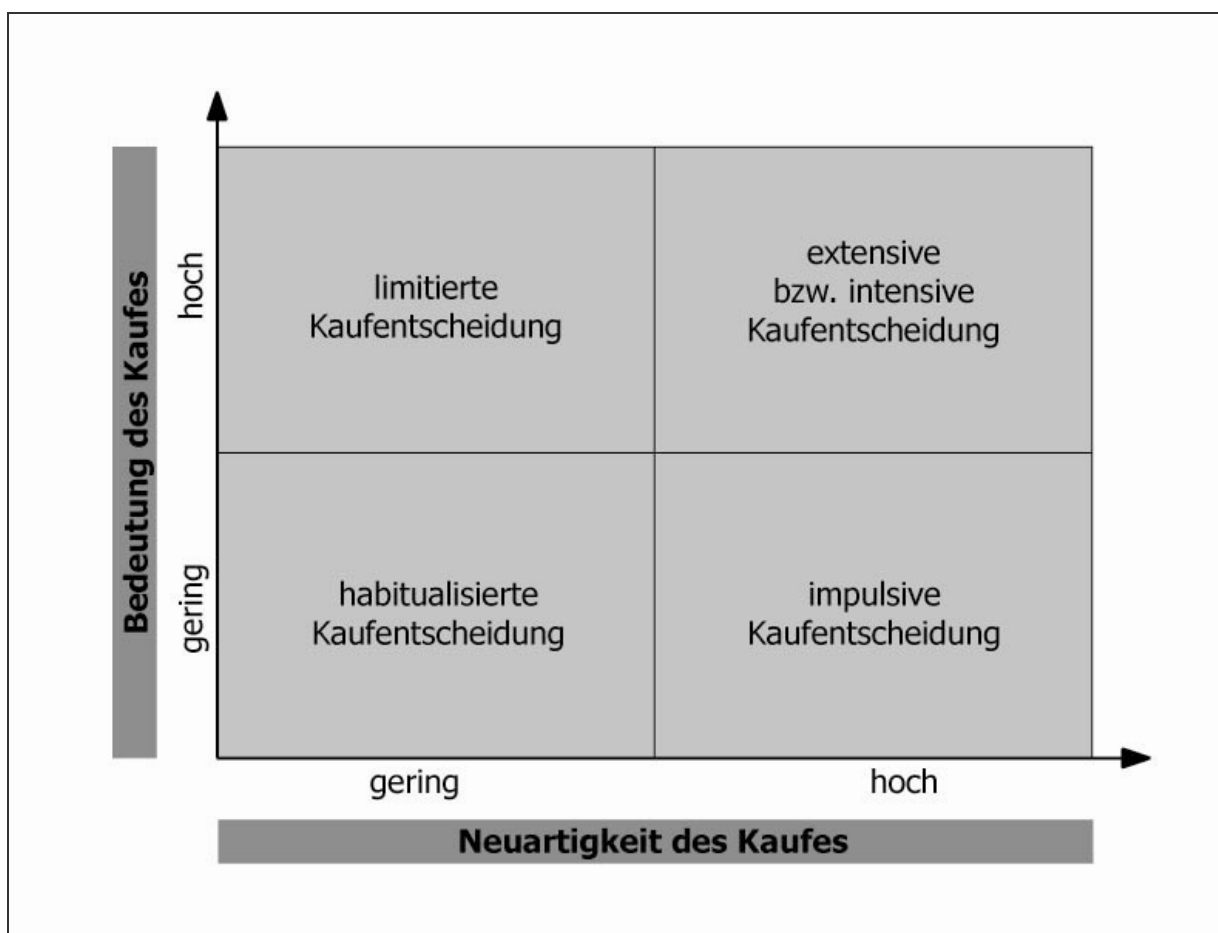 Bedeutung des Kaufes
hoch
gering
limitierte
Kaufentscheidung
extensive
bzw. intensive
Kaufentscheidung
habitualisierte
Kaufentscheidung
impulsive
Kaufentscheidung
gering
hoch
Neuartigkeit des Kaufes